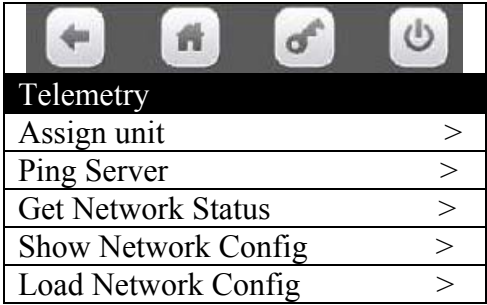 Telemetry
Assign unit >
Ping Server >
Get Network Status >
Show Network Config >
Load Network Config >